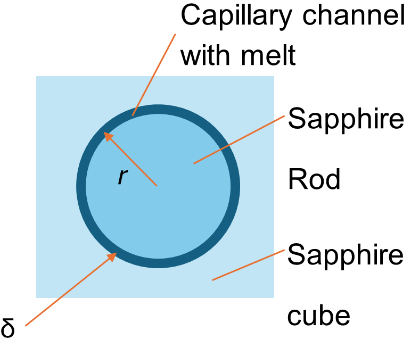 Capillary channel
with melt
Sapphire
Rod
r
Sapphire
cube
δ